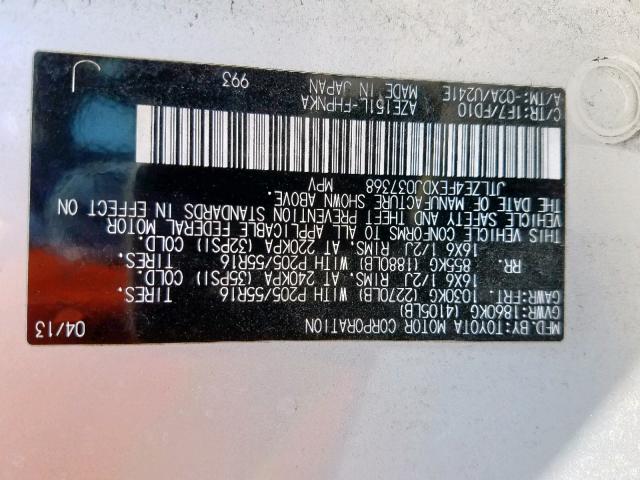 MFD.BY:TOYOTA MOTOR CORPORATION 04/13
GVWR:1860KG (4105LB)
GAWR:FRT. 1030KG (2270LB) WITH P205/55R16 TIRES,
16X6 1/2J RIMS, AT 240KPA (35PSI) COLD.
RR. 855KG (1880LB) WITH P205/55R16 TIRES,
16X6 1/2J RIMS, AT 220KPA (32PSI) COLD.
THIS VEHICLE CONFORMS TO ALL APPLICABLE FEDERAL MOTOR
VEHICLE SAFETY AND THEFT PREVENTION STANDARDS IN EFFECT ON
THE DATE OF MANUFACTURE SHOWN ABOVE.
JTLZE4FEXDJ037368 MPV
C/TR:1F7/FD10 AZE151L-FHPNKA 993
A/TM:-02A/U241E MADE IN JAPAN J